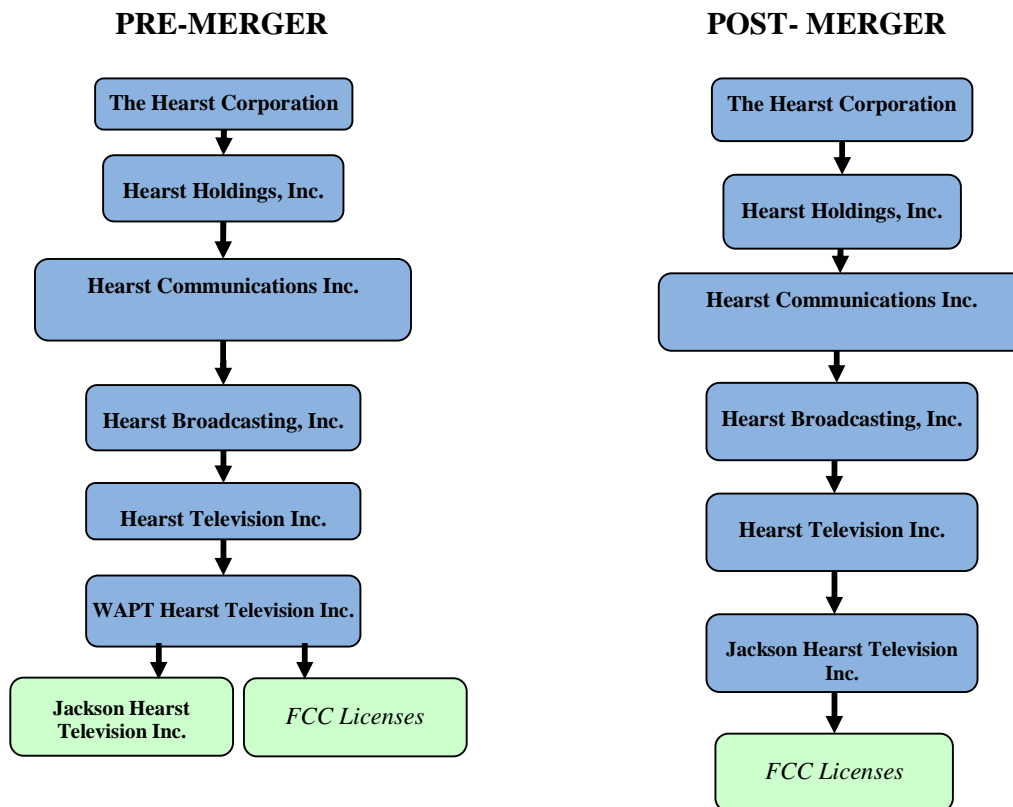 PRE-MERGER
The Hearst Corporation
Hearst Holdings, Inc.
Hearst Communications Inc.
Hearst Broadcasting, Inc.
Hearst Television Inc.
WAPT Hearst Television Inc.
Jackson Hearst
Television Inc.
FCC Licenses
POST- MERGER
The Hearst Corporation
Hearst Holdings, Inc.
Hearst Communications Inc.
Hearst Broadcasting, Inc.
Hearst Television Inc.
Jackson Hearst Television
Inc.
FCC Licenses